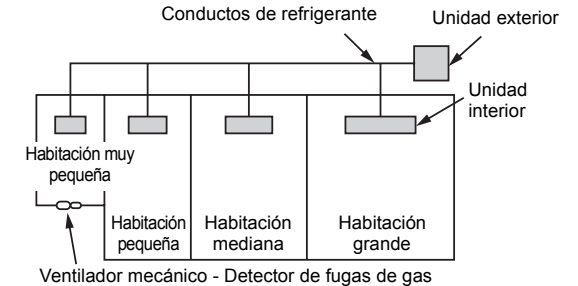 Conductos de refrigerante
Unidad exterior
Unidad
interior
Habitación muy
pequeña
Habitación
pequeña
Habitación
mediana
Habitación
grande
Ventilador mecánico - Detector de fugas de gas